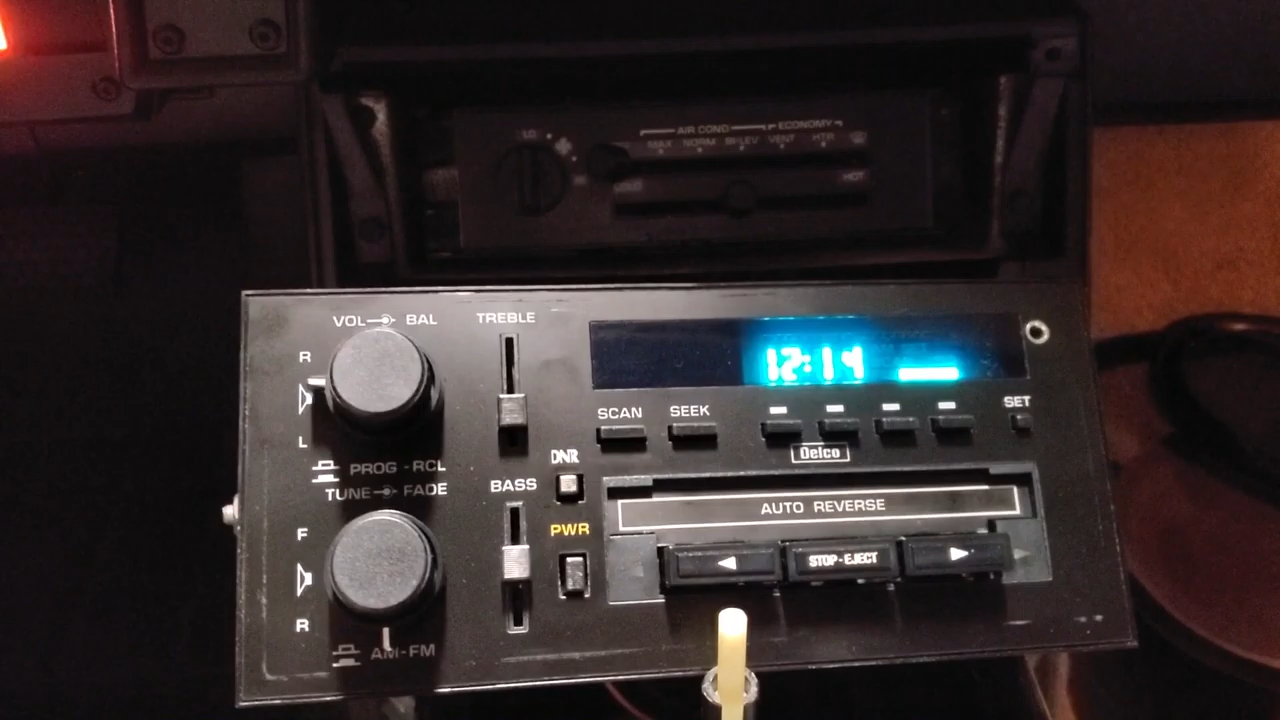 LO
AIR COND ECONOMY
MAX NORM BI-LEV VENT HTR
HOT
VOL BAL
TREBLE
R
L
12:14
SCAN SEEK SET
Delco
PROG - RCL
TUNE FADE
DNR
BASS
AUTO REVERSE
PWR
F
STOP-EJECT
R
AM-FM